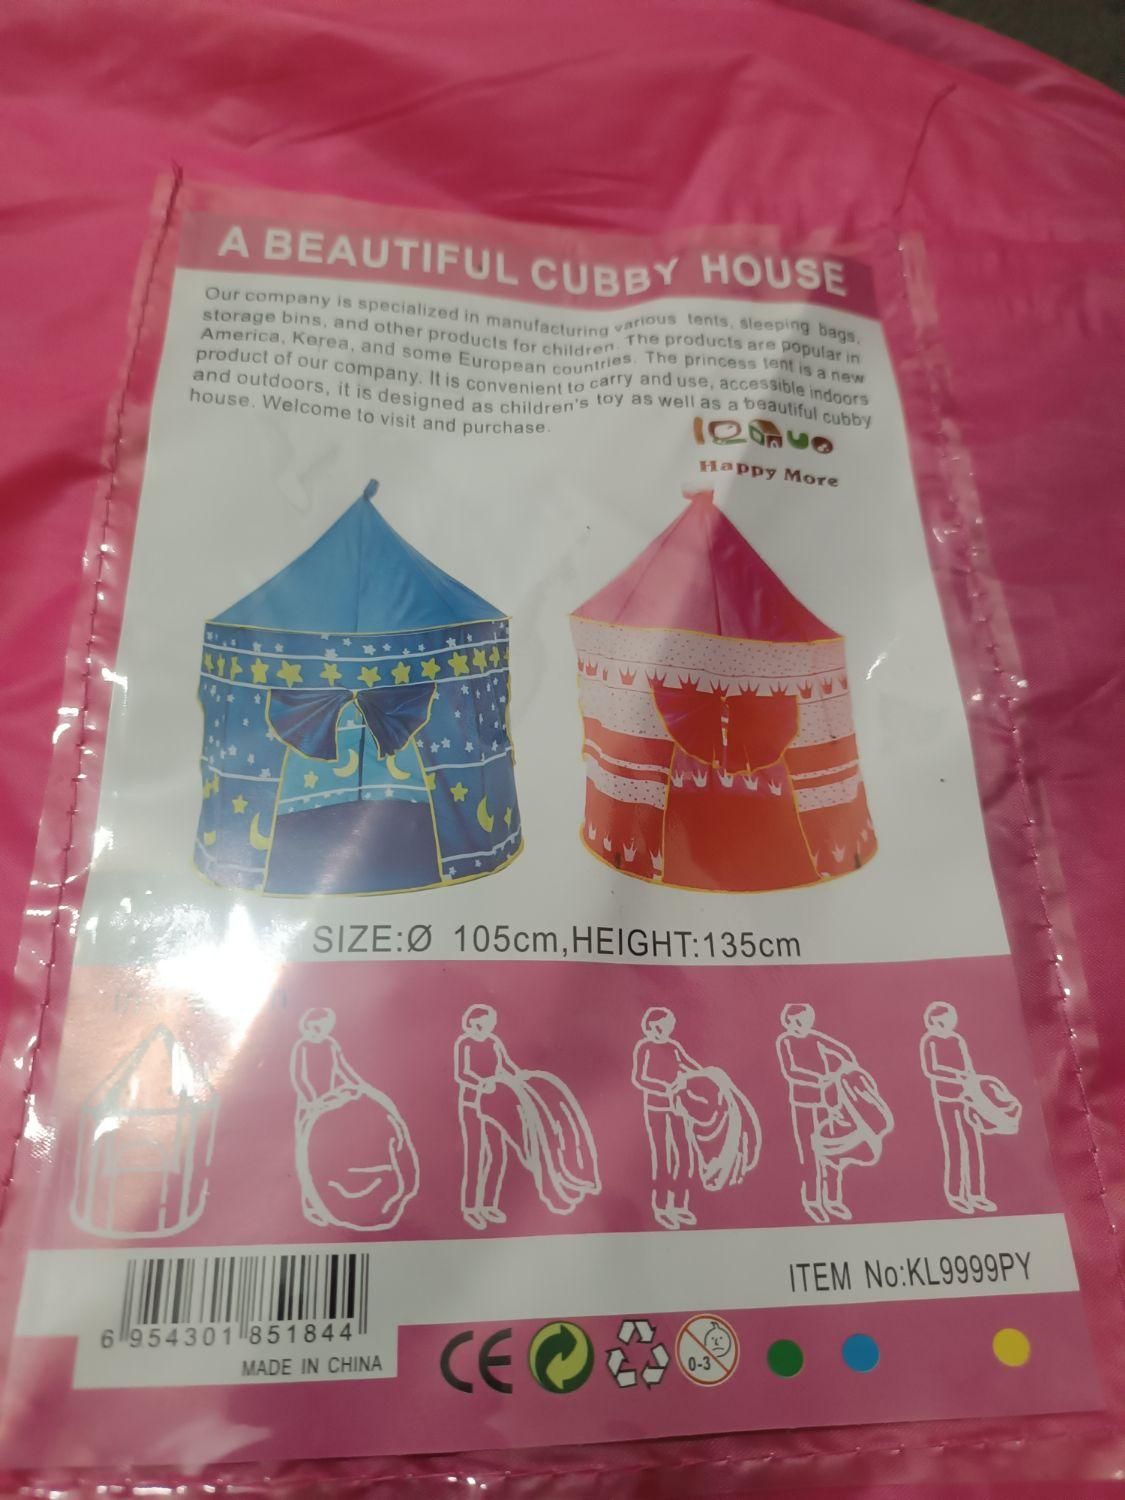 A BEAUTIFUL CUBBY HOUSE
Our company is specialized in manufacturing various tents, sleeping bags,
storage bins, and other products for children. The products are popular in
America, Kerea, and some European countries. The princess tent is a new
product of our company. It is convenient to carry and use, accessible indoors
and outdoors, it is designed as children's toy as well as a beautiful cubby
house. Welcome to visit and purchase.
Happy More
SIZE:Ø 105cm,HEIGHT:135cm
ITEM No:KL9999PY
6 954301 851844
MADE IN CHINA
CE
0-3